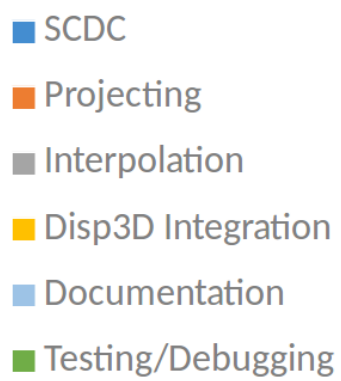 SCDC
Projecting
Interpolation
Disp3D Integration
Documentation
Testing/Debugging